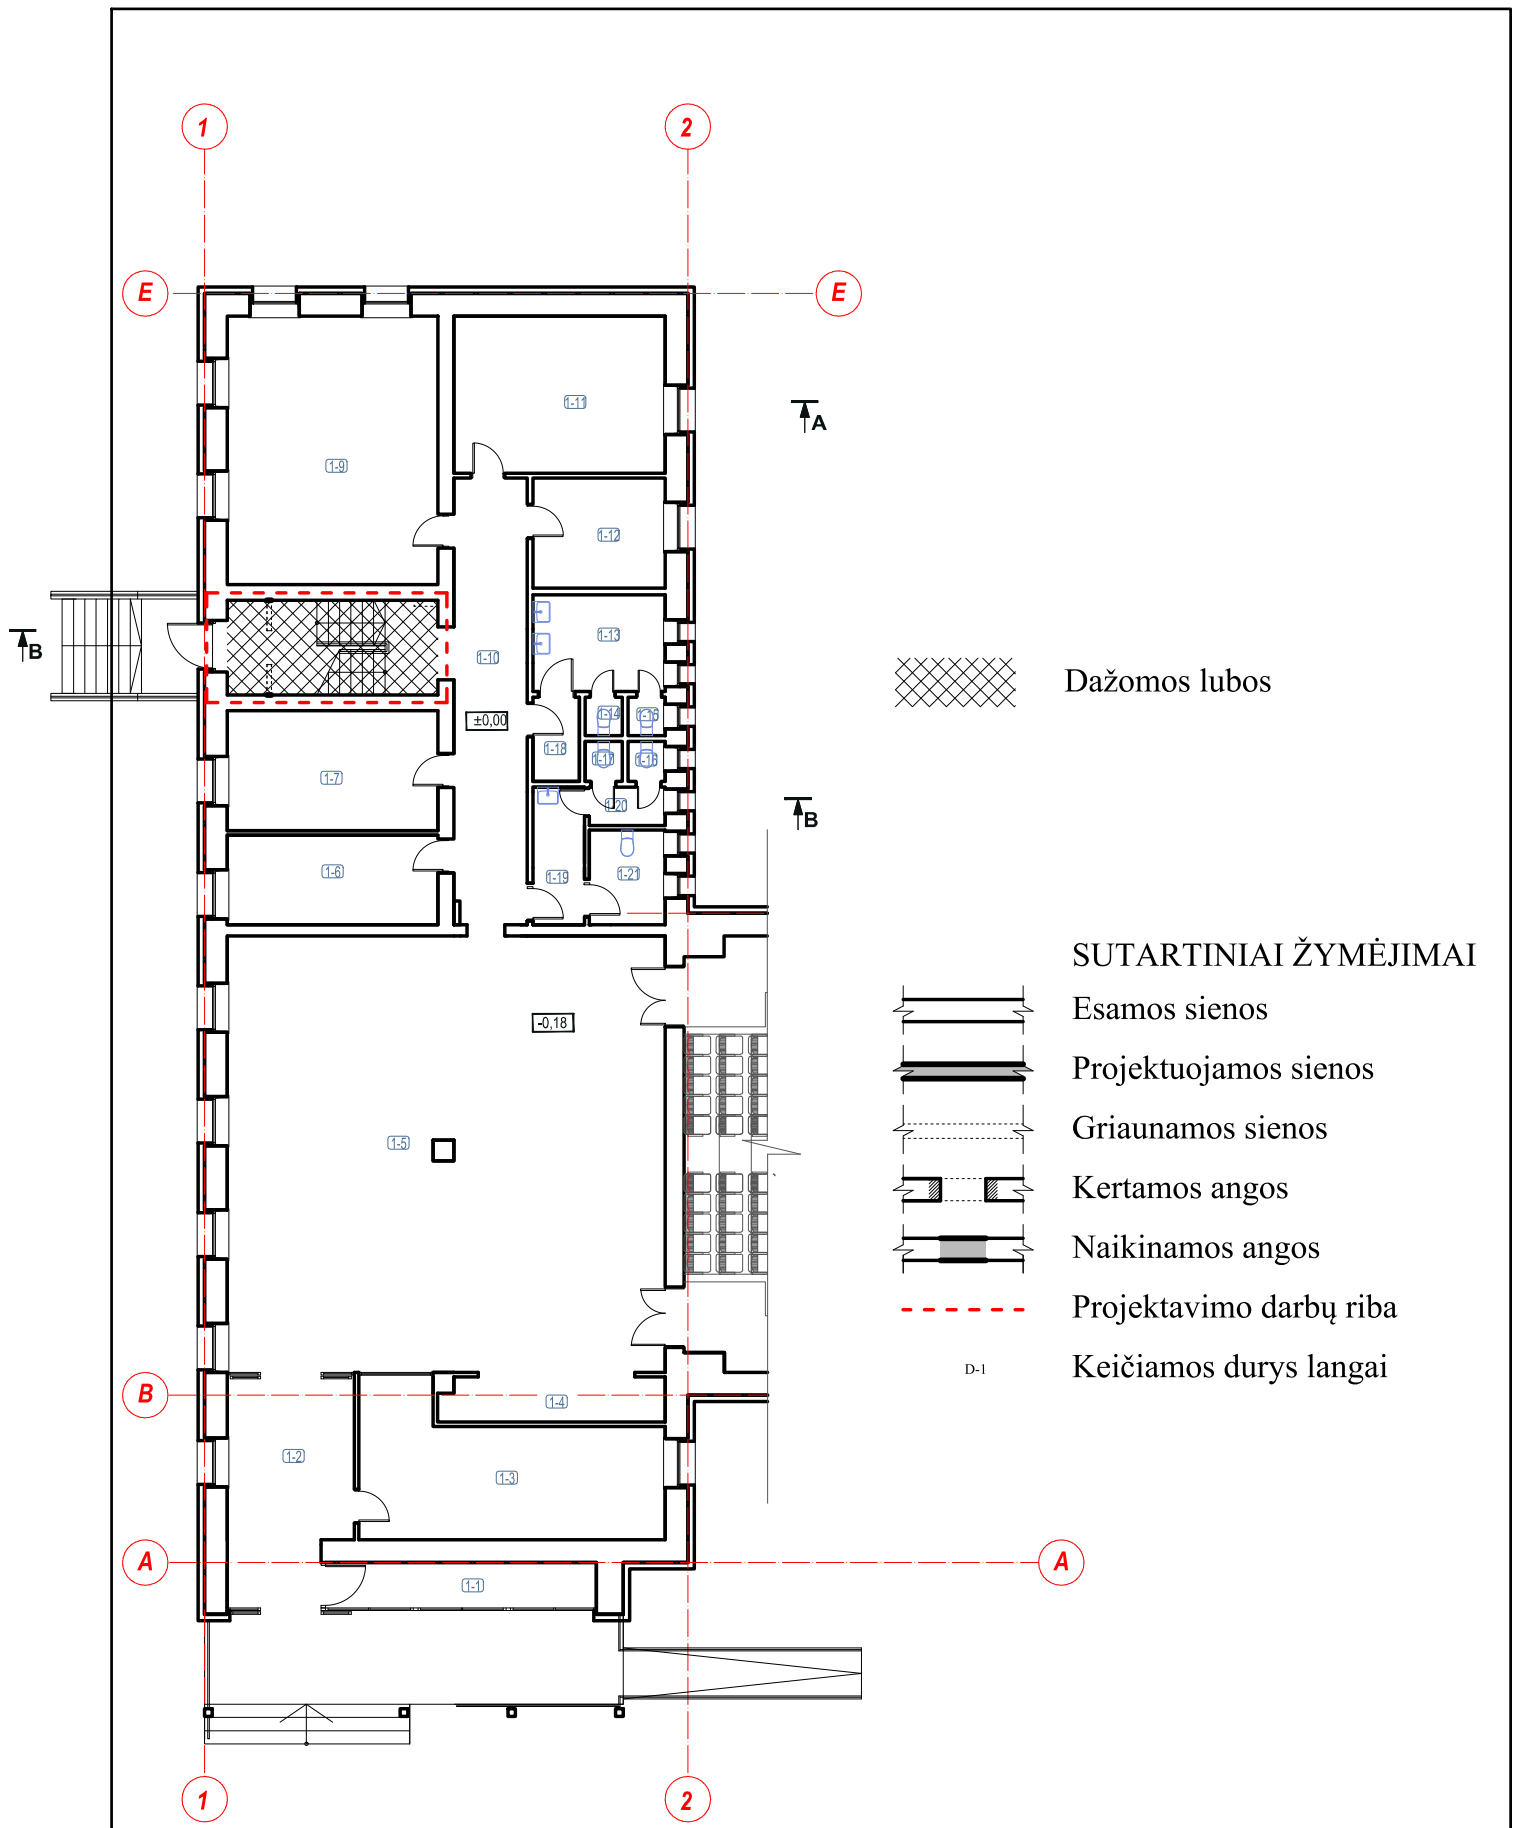 1
2
E
E
A
1-11
1-9
1-12
B
1-13
1-10
Dažomos lubos
1-14
1-15
±0,00
1-18
1-17
1-16
1-7
1-20
B
1-6
1-19
1-21
SUTARTINIAI ŽYMĖJIMAI
Esamos sienos
-0,18
Projektuojamos sienos
Griaunamos sienos
1-5
Kertamos angos
Naikinamos angos
Projektavimo darbų riba
D-1
Keičiamos durys langai
B
1-4
1-2
1-3
A
A
1-1
1
2